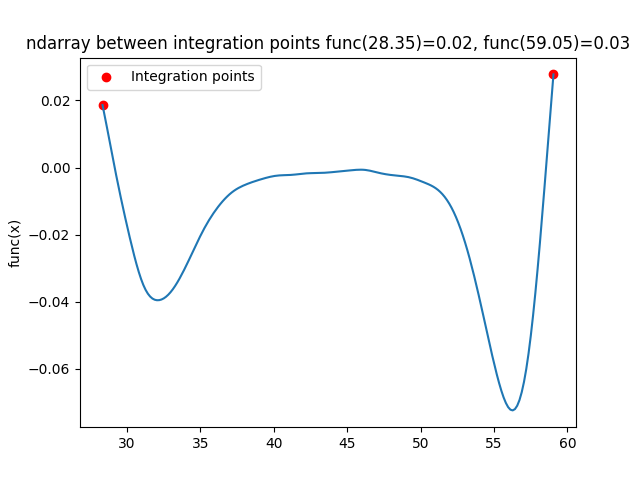 ndarray between integration points func(28.35)=0.02, func(59.05)=0.03
Integration points
0.02
0.00
−0.02
−0.04
−0.06
func(x)
30 35 40 45 50 55 60